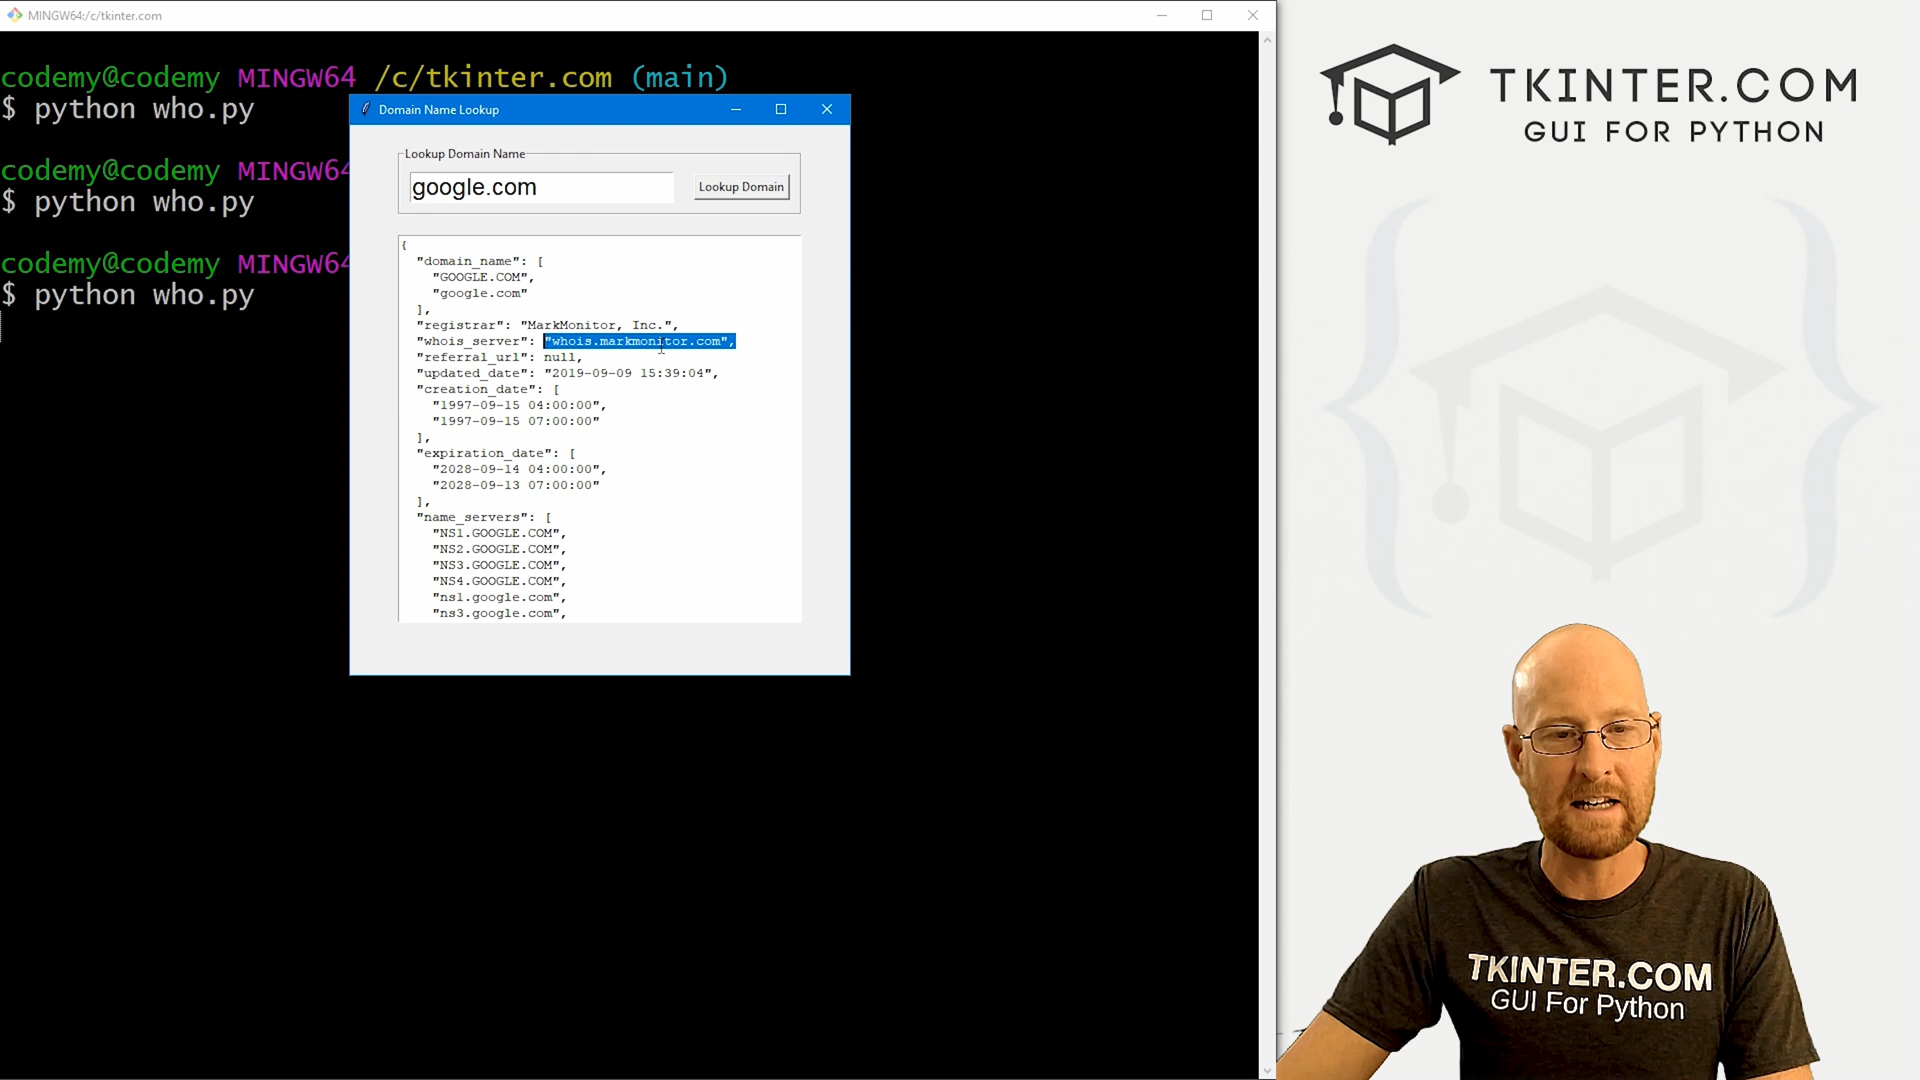 MINGW64:/c/tkinter.com
codemy@codemy MINGW64 /c/tkinter.com (main)
$ python who.py
codemy@codemy MINGW64
$ python who.py
codemy@codemy MINGW64
$ python who.py
Domain Name Lookup
Lookup Domain Name
google.com
Lookup Domain
{
"domain_name": [
"GOOGLE.COM",
"google.com"
],
"registrar": "MarkMonitor, Inc.",
"whois_server": "whois.markmonitor.com",
"referral_url": null,
"updated_date": "2019-09-09 15:39:04",
"creation_date": [
"1997-09-15 04:00:00",
"1997-09-15 07:00:00"
],
"expiration_date": [
"2028-09-14 04:00:00",
"2028-09-13 07:00:00"
],
"name_servers": [
"NS1.GOOGLE.COM",
"NS2.GOOGLE.COM",
"NS3.GOOGLE.COM",
"NS4.GOOGLE.COM",
"ns1.google.com",
"ns3.google.com",
TKINTER.COM
GUI FOR PYTHON
TKINTER.COM
GUI For Python